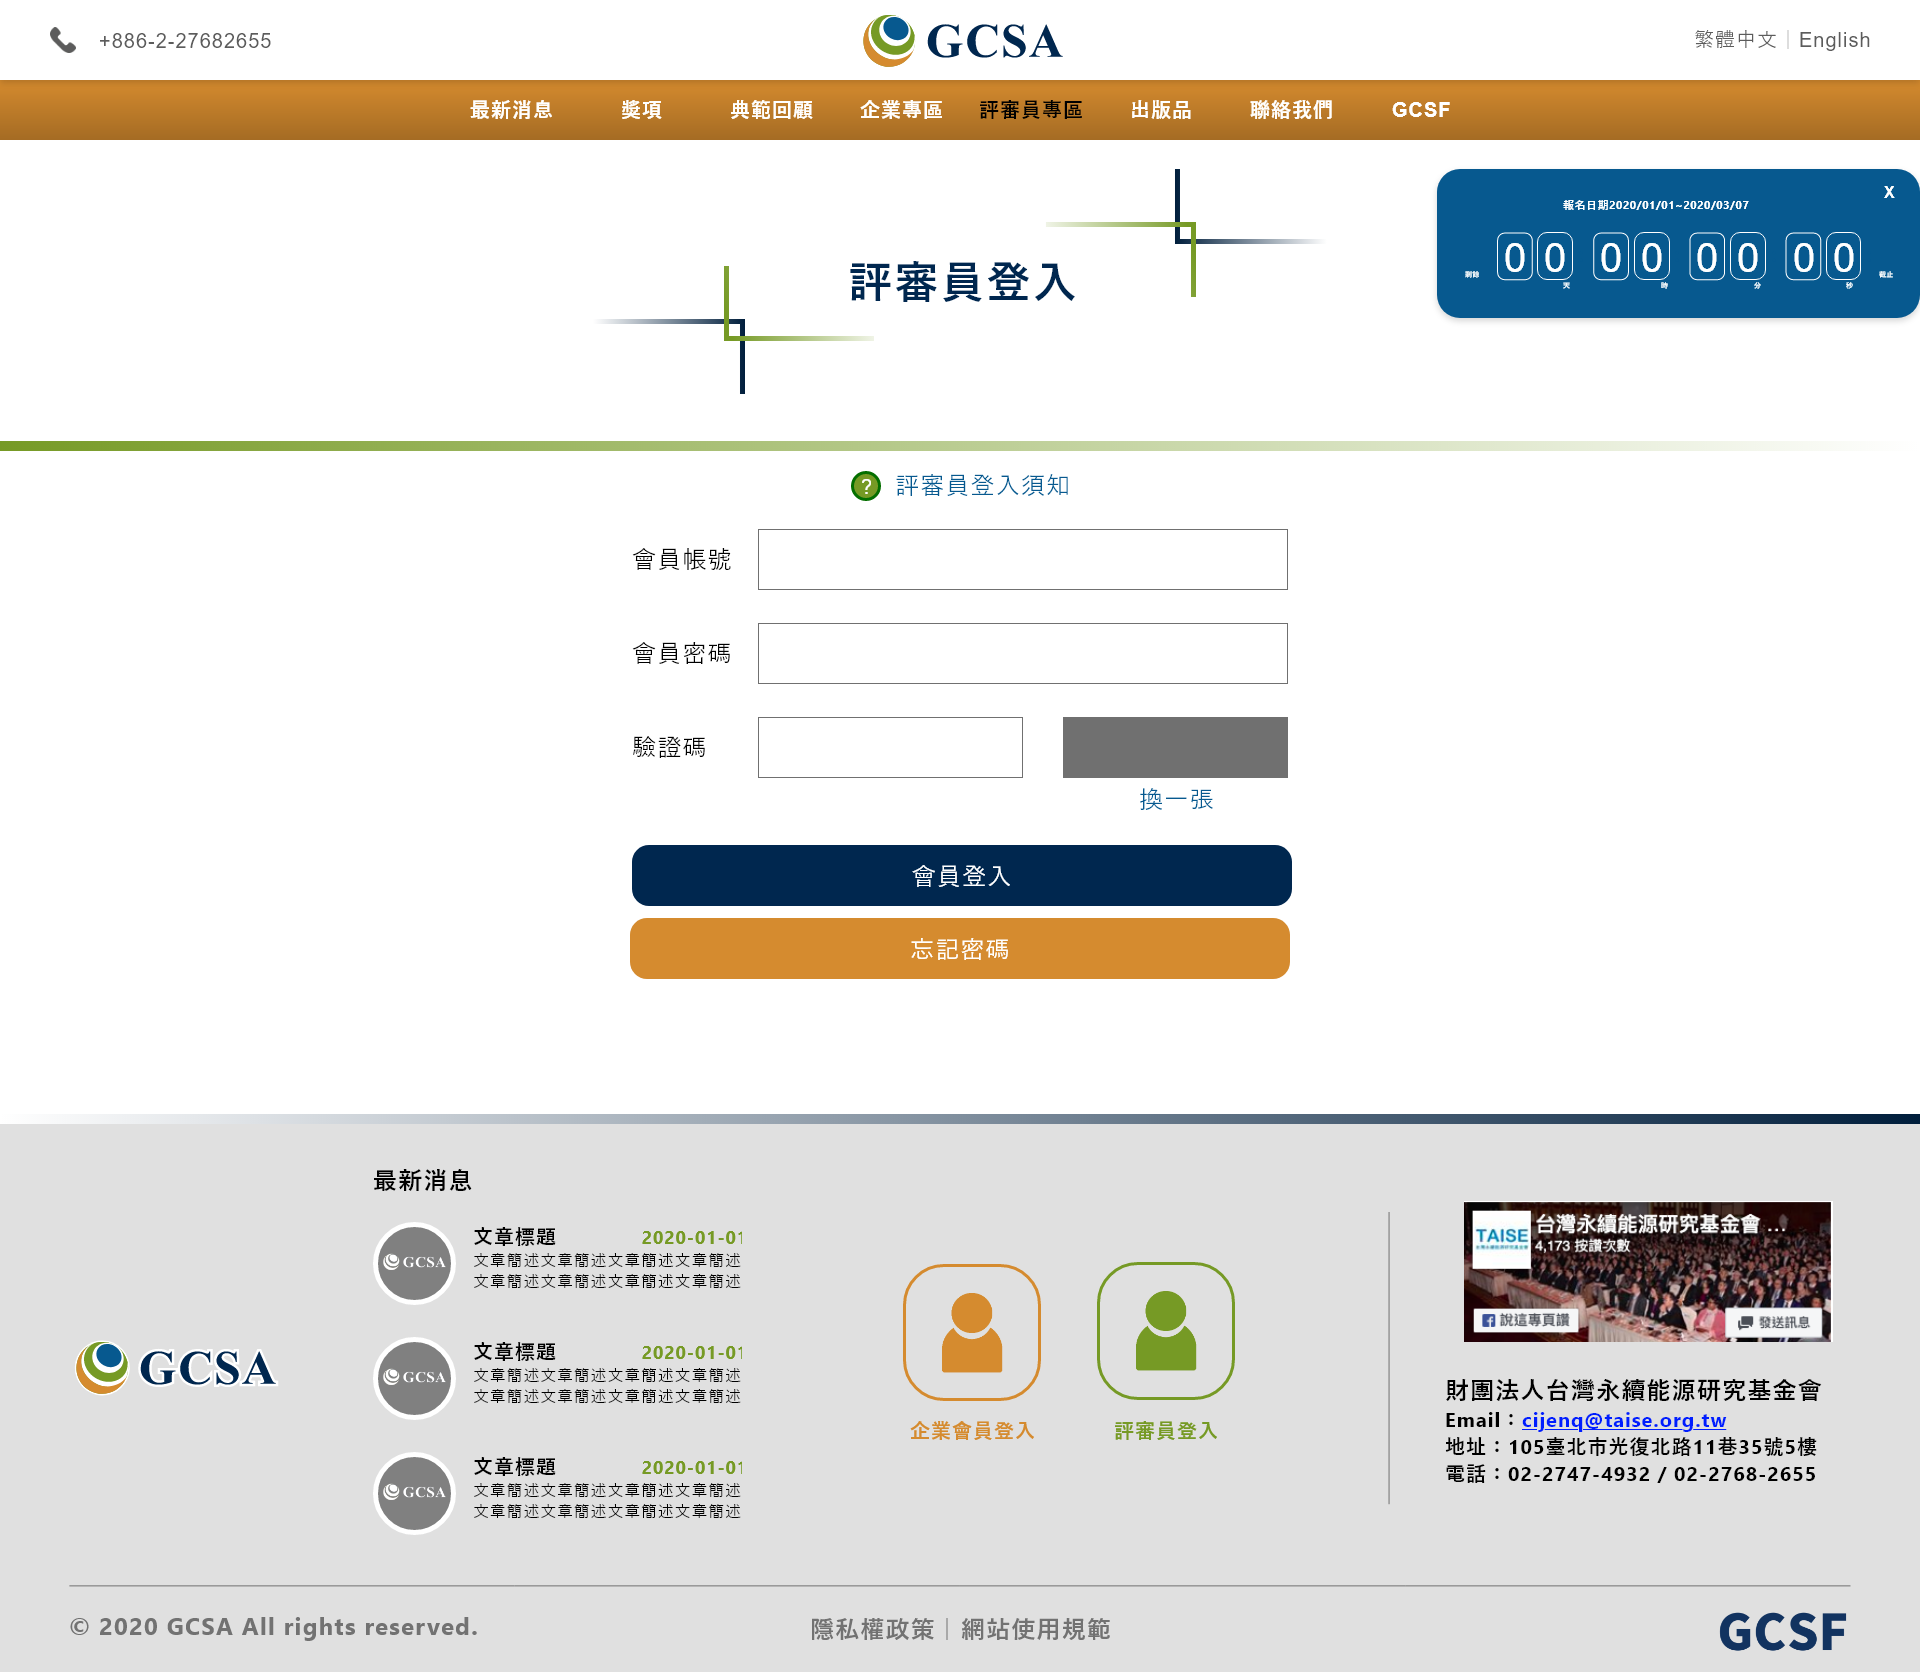 +886-2-27682655
GCSA
繁體中文｜English
最新消息 獎項 典範回顧 企業專區 評審員專區 出版品 聯絡我們 GCSF
X
報名日期2020/01/01~2020/03/07
剩餘 00 天 00 時 00 分 00 秒 截止
評審員登入
? 評審員登入須知
會員帳號
會員密碼
驗證碼
換一張
會員登入
忘記密碼
最新消息
GCSA
文章標題 2020-01-01
文章簡述文章簡述文章簡述文章簡述
文章簡述文章簡述文章簡述文章簡述
GCSA
文章標題 2020-01-01
文章簡述文章簡述文章簡述文章簡述
文章簡述文章簡述文章簡述文章簡述
GCSA
文章標題 2020-01-01
文章簡述文章簡述文章簡述文章簡述
文章簡述文章簡述文章簡述文章簡述
GCSA
企業會員登入
評審員登入
TAISE
台灣永續能源研究基金會
台灣永續能源研究基金會 ...
4,173 按讚次數
說這專頁讚
發送訊息
財團法人台灣永續能源研究基金會
Email：cijenq@taise.org.tw
地址：105臺北市光復北路11巷35號5樓
電話：02-2747-4932 / 02-2768-2655
© 2020 GCSA All rights reserved.
隱私權政策｜網站使用規範
GCSF